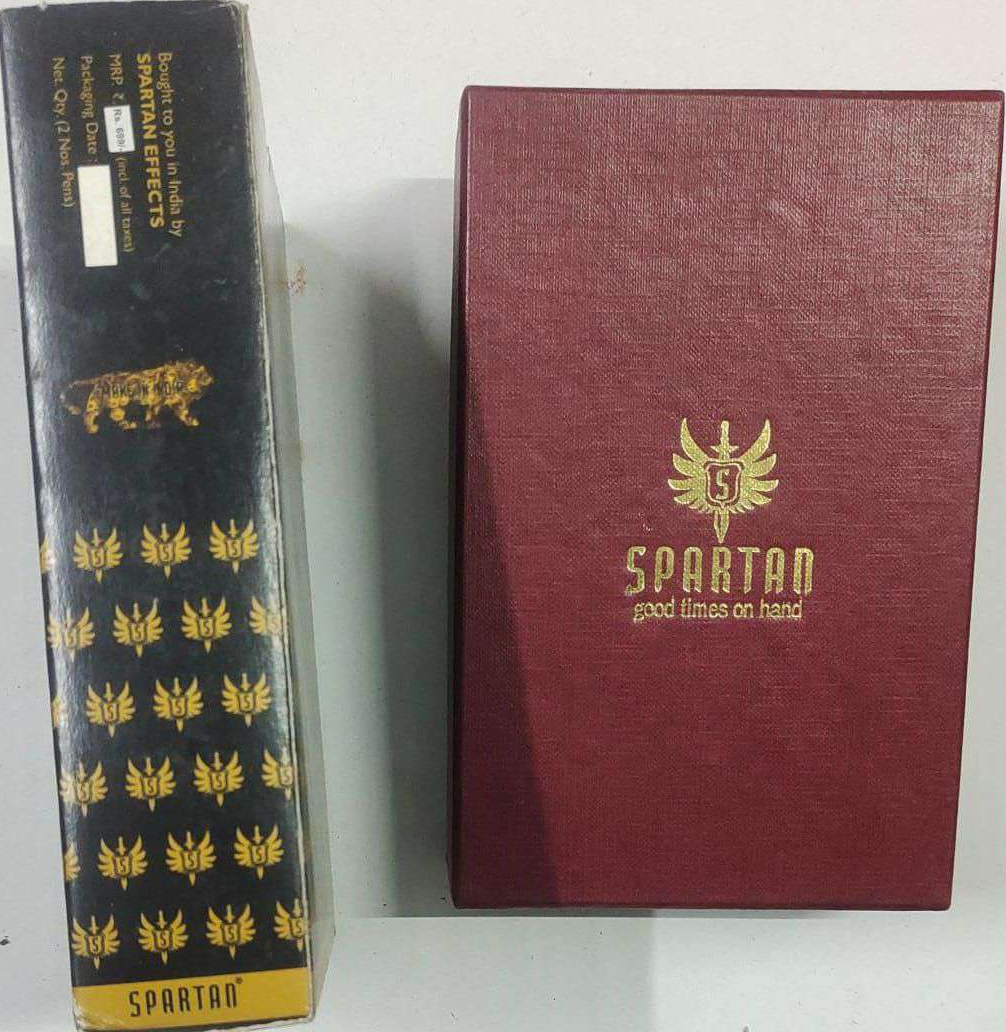 Bought to you in India by
SPARTAN EFFECTS
MRP. ₹. Rs. 699/- (incl. of all taxes)
Packaging Date :
Net. Qty. (2 Nos. Pens)
MAKE IN INDIA
S
SPARTAN®
S
SPARTAN
good times on hand